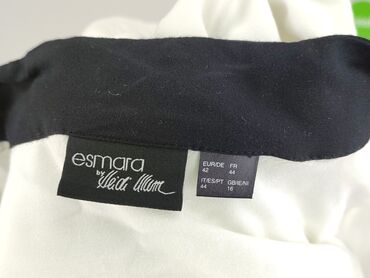 esmara
by Heidi Klum
EUR/DE FR
42 44
IT/ES/PT GB/IE/NI
44 16